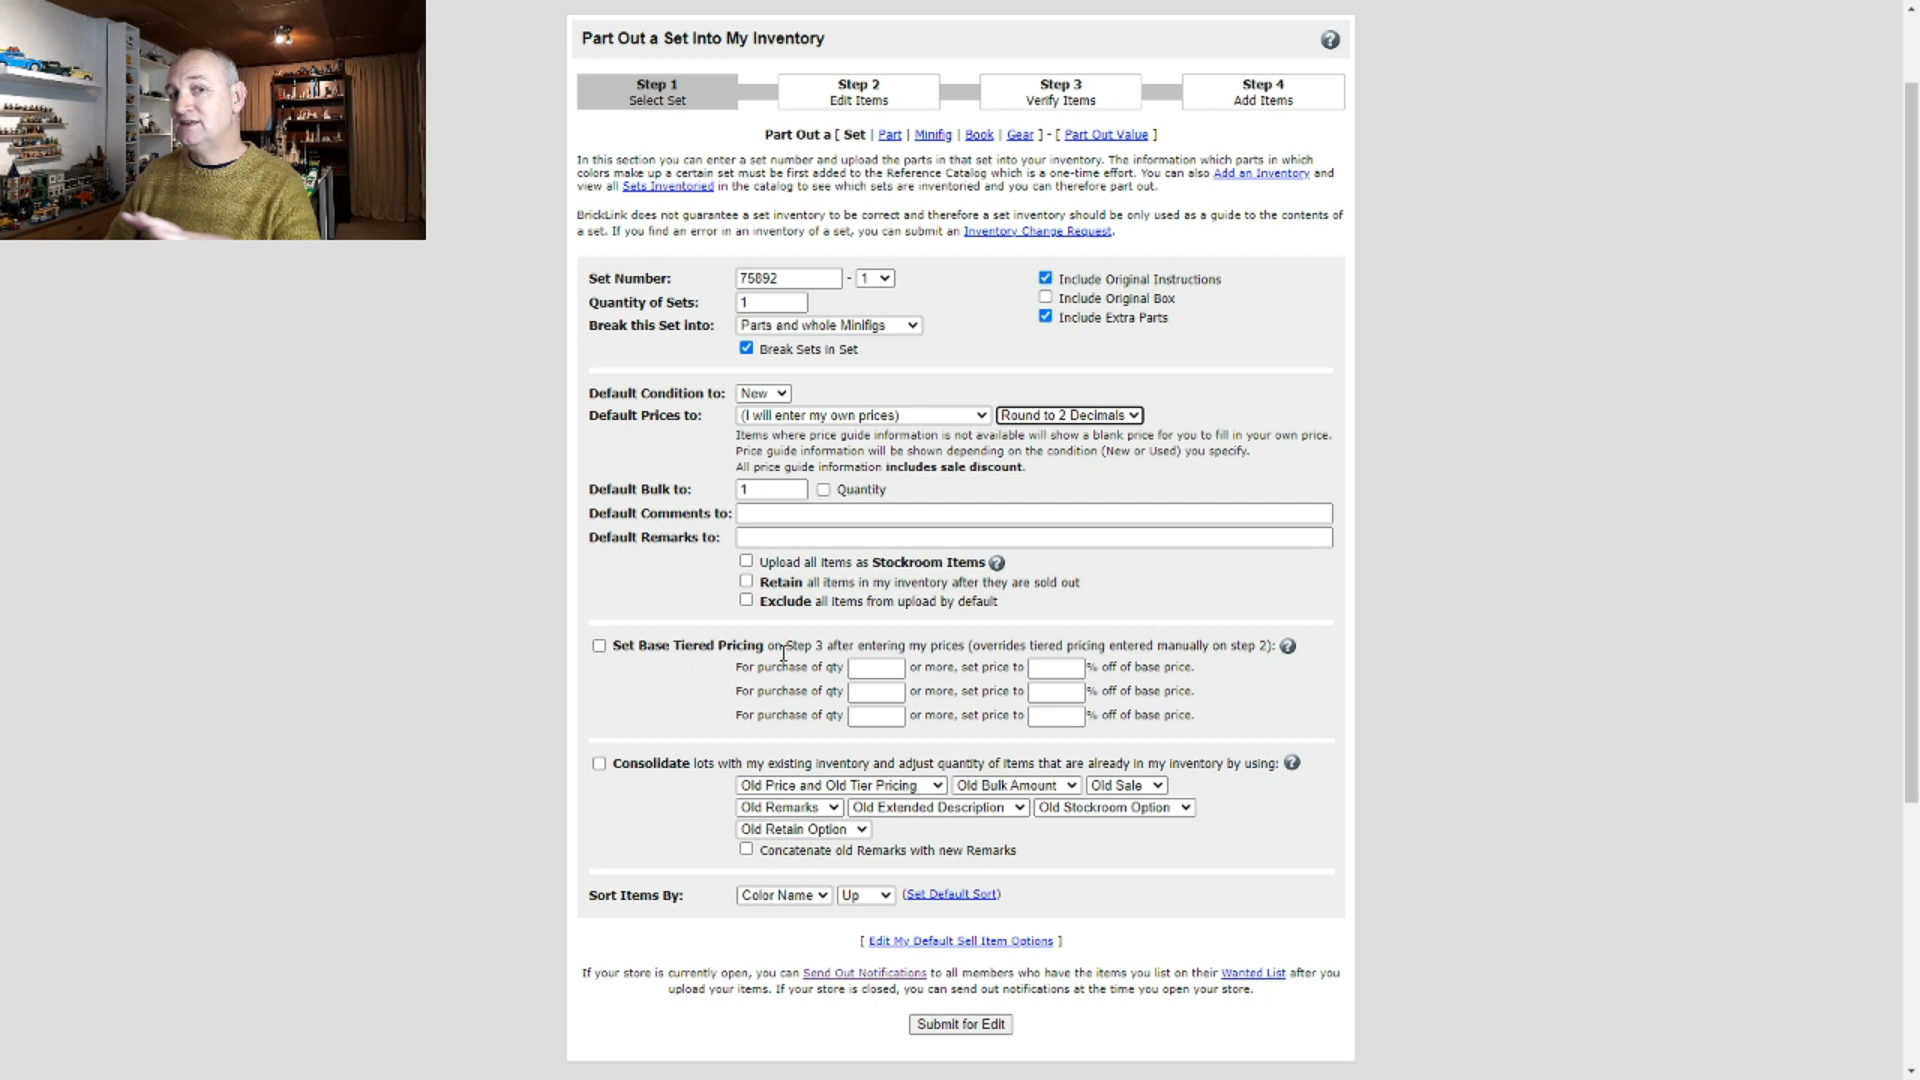 Part Out a Set Into My Inventory
Step 1
Select Set
Step 2
Edit Items
Step 3
Verify Items
Step 4
Add Items
Part Out a [ Set | Part | Minifig | Book | Gear ] - [ Part Out Value ]
In this section you can enter a set number and upload the parts in that set into your inventory. The information which parts in which
colors make up a certain set must be first added to the Reference Catalog which is a one-time effort. You can also Add an Inventory and
view all Sets Inventoried in the catalog to see which sets are inventoried and you can therefore part out.
BrickLink does not guarantee a set inventory to be correct and therefore a set inventory should be only used as a guide to the contents of
a set. If you find an error in an inventory of a set, you can submit an Inventory Change Request.
Set Number: 75892 - 1
Include Original Instructions
Quantity of Sets: 1
Include Original Box
Break this Set into: Parts and whole Minifigs
Include Extra Parts
Break Sets in Set
Default Condition to: New
Default Prices to: (I will enter my own prices) Round to 2 Decimals
Items where price guide information is not available will show a blank price for you to fill in your own price.
Price guide information will be shown depending on the condition (New or Used) you specify.
All price guide information includes sale discount.
Default Bulk to: 1 Quantity
Default Comments to:
Default Remarks to:
Upload all items as Stockroom Items
Retain all items in my inventory after they are sold out
Exclude all items from upload by default
Set Base Tiered Pricing on Step 3 after entering my prices (overrides tiered pricing entered manually on step 2):
For purchase of qty or more, set price to % off of base price.
For purchase of qty or more, set price to % off of base price.
For purchase of qty or more, set price to % off of base price.
Consolidate lots with my existing inventory and adjust quantity of items that are already in my inventory by using:
Old Price and Old Tier Pricing Old Bulk Amount Old Sale
Old Remarks Old Extended Description Old Stockroom Option
Old Retain Option
Concatenate old Remarks with new Remarks
Sort Items By: Color Name Up (Set Default Sort)
[ Edit My Default Sell Item Options ]
If your store is currently open, you can Send Out Notifications to all members who have the items you list on their Wanted List after you
upload your items. If your store is closed, you can send out notifications at the time you open your store.
Submit for Edit